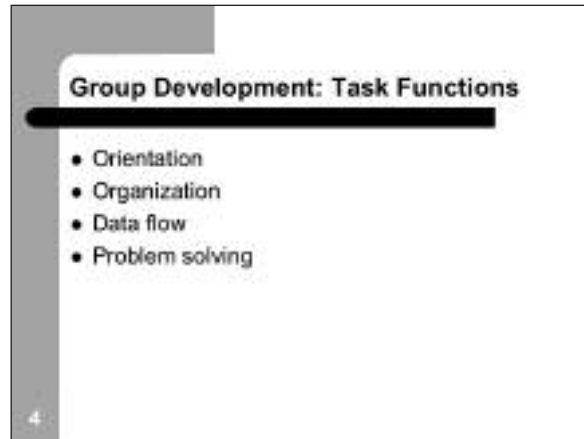 Group Development: Task Functions
● Orientation
● Organization
● Data flow
● Problem solving
4